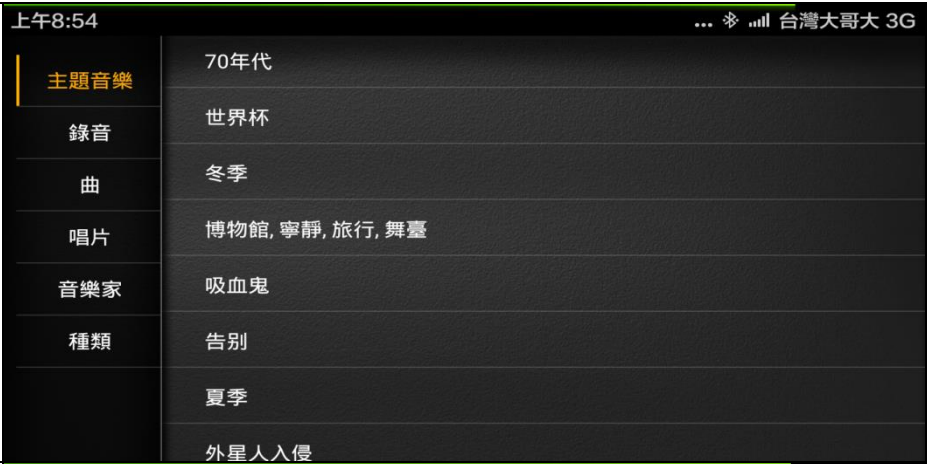 上午8:54
... 台灣大哥大 3G
主題音樂
錄音
曲
唱片
音樂家
種類
70年代
世界杯
冬季
博物館, 寧靜, 旅行, 舞臺
吸血鬼
告別
夏季
外星人入侵